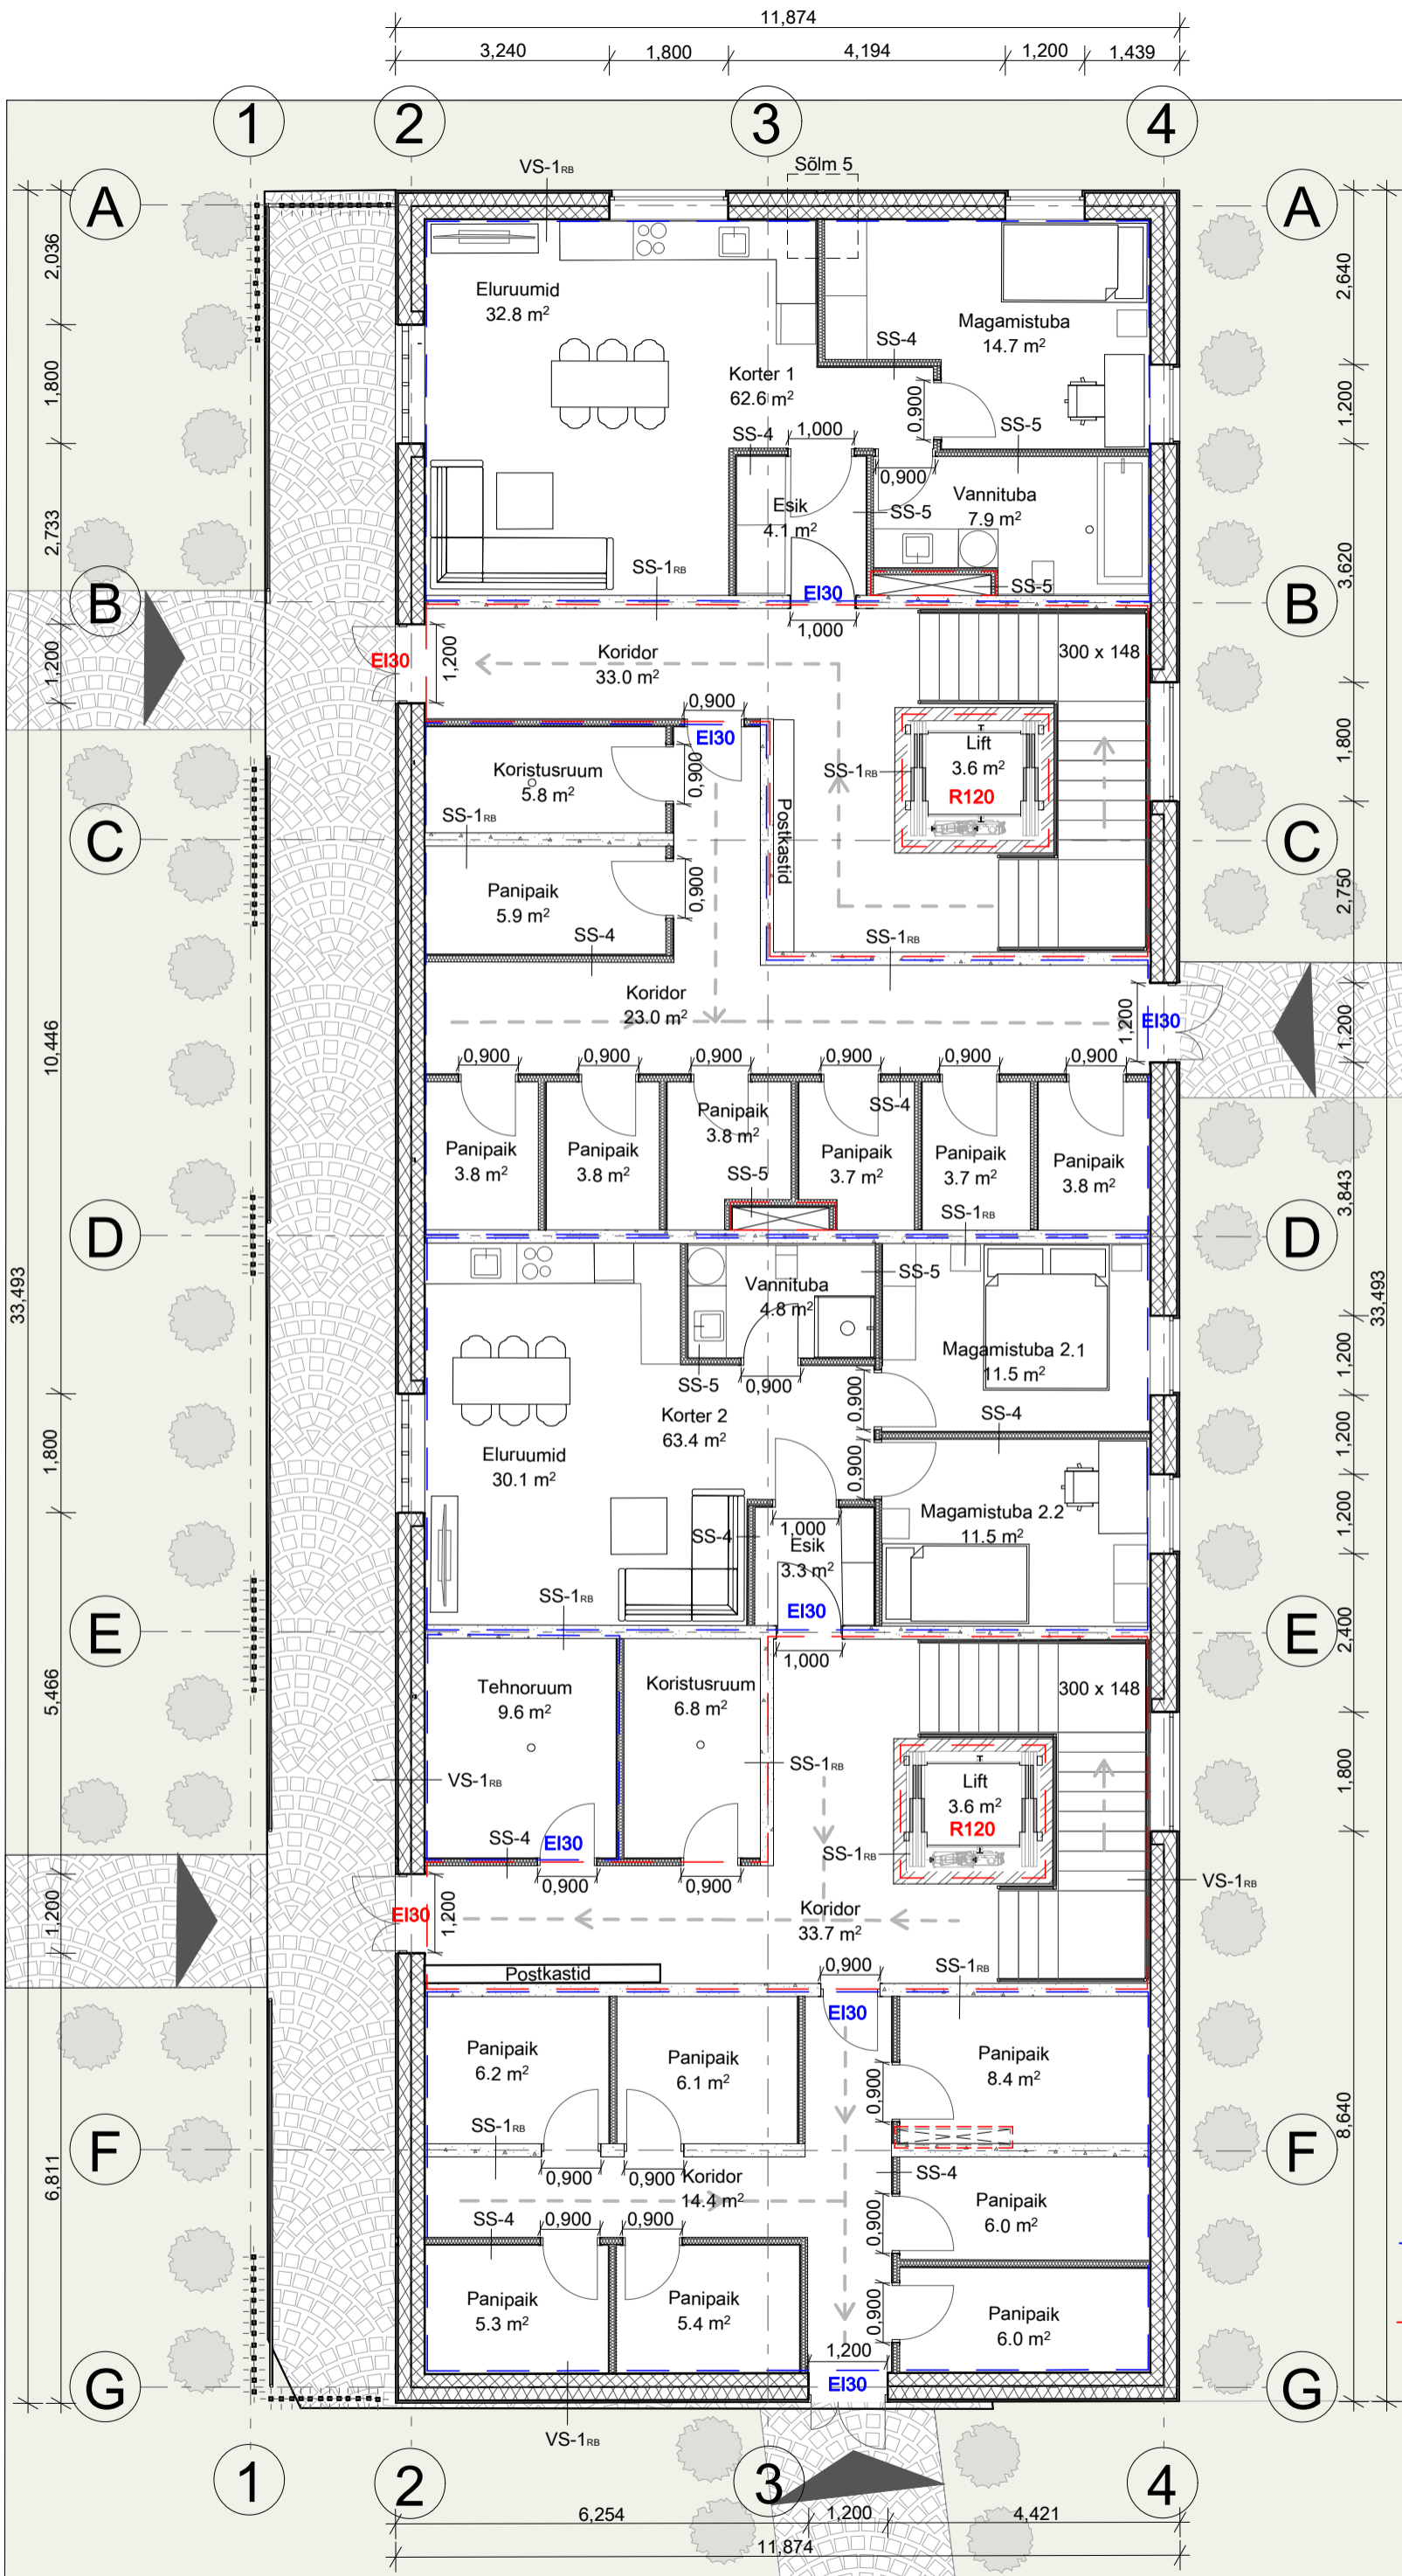 11,874
3,240
1,800
4,194
1,200
1,439
1
2
3
4
Sõlm 5
VS-1RB
A
A
2,036
2,640
Eluruumid
32.8 m²
Magamistuba
14.7 m²
SS-4
Korter 1
62.6 m²
1,800
1,200
0,900
SS-4
1,000
SS-5
0,900
Vannituba
7.9 m²
Esik
4.1 m²
SS-5
2,733
3,620
SS-1RB
SS-5
EI30
B
B
1,000
1,200
EI30
1,200
Koridor
33.0 m²
300 x 148
0,900
EI30
Lift
3.6 m²
R120
SS-1RB
1,800
Koristusruum
5.8 m²
0,900
SS-1RB
Postkastid
C
C
Panipaik
5.9 m²
0,900
2,750
SS-4
SS-1RB
Koridor
23.0 m²
1,200
EI30
1,200
10,446
0,900
0,900
0,900
0,900
0,900
0,900
SS-4
Panipaik
3.8 m²
Panipaik
3.8 m²
Panipaik
3.8 m²
Panipaik
3.7 m²
Panipaik
3.7 m²
Panipaik
3.8 m²
SS-5
SS-1RB
3,843
D
D
33,493
33,493
Vannituba
4.8 m²
SS-5
Magamistuba 2.1
11.5 m²
1,200
SS-5
0,900
0,900
SS-4
Korter 2
63.4 m²
1,800
1,200
Eluruumid
30.1 m²
0,900
Magamistuba 2.2
11.5 m²
1,200
SS-4
1,000
Esik
3.3 m²
SS-1RB
EI30
E
E
1,000
2,400
5,466
Tehnoruum
9.6 m²
Koristusruum
6.8 m²
300 x 148
SS-1RB
VS-1RB
Lift
3.6 m²
R120
1,800
SS-4
EI30
SS-1RB
0,900
0,900
VS-1RB
1,200
EI30
1,200
Koridor
33.7 m²
Postkastid
0,900
SS-1RB
EI30
Panipaik
6.2 m²
Panipaik
6.1 m²
Panipaik
8.4 m²
0,900
SS-1RB
F
F
8,640
6,811
0,900
0,900
Koridor
14.4 m²
SS-4
SS-4
0,900
0,900
0,900
Panipaik
6.0 m²
Panipaik
5.3 m²
Panipaik
5.4 m²
0,900
Panipaik
6.0 m²
1,200
EI30
G
G
VS-1RB
1
2
3
4
6,254
1,200
4,421
11,874